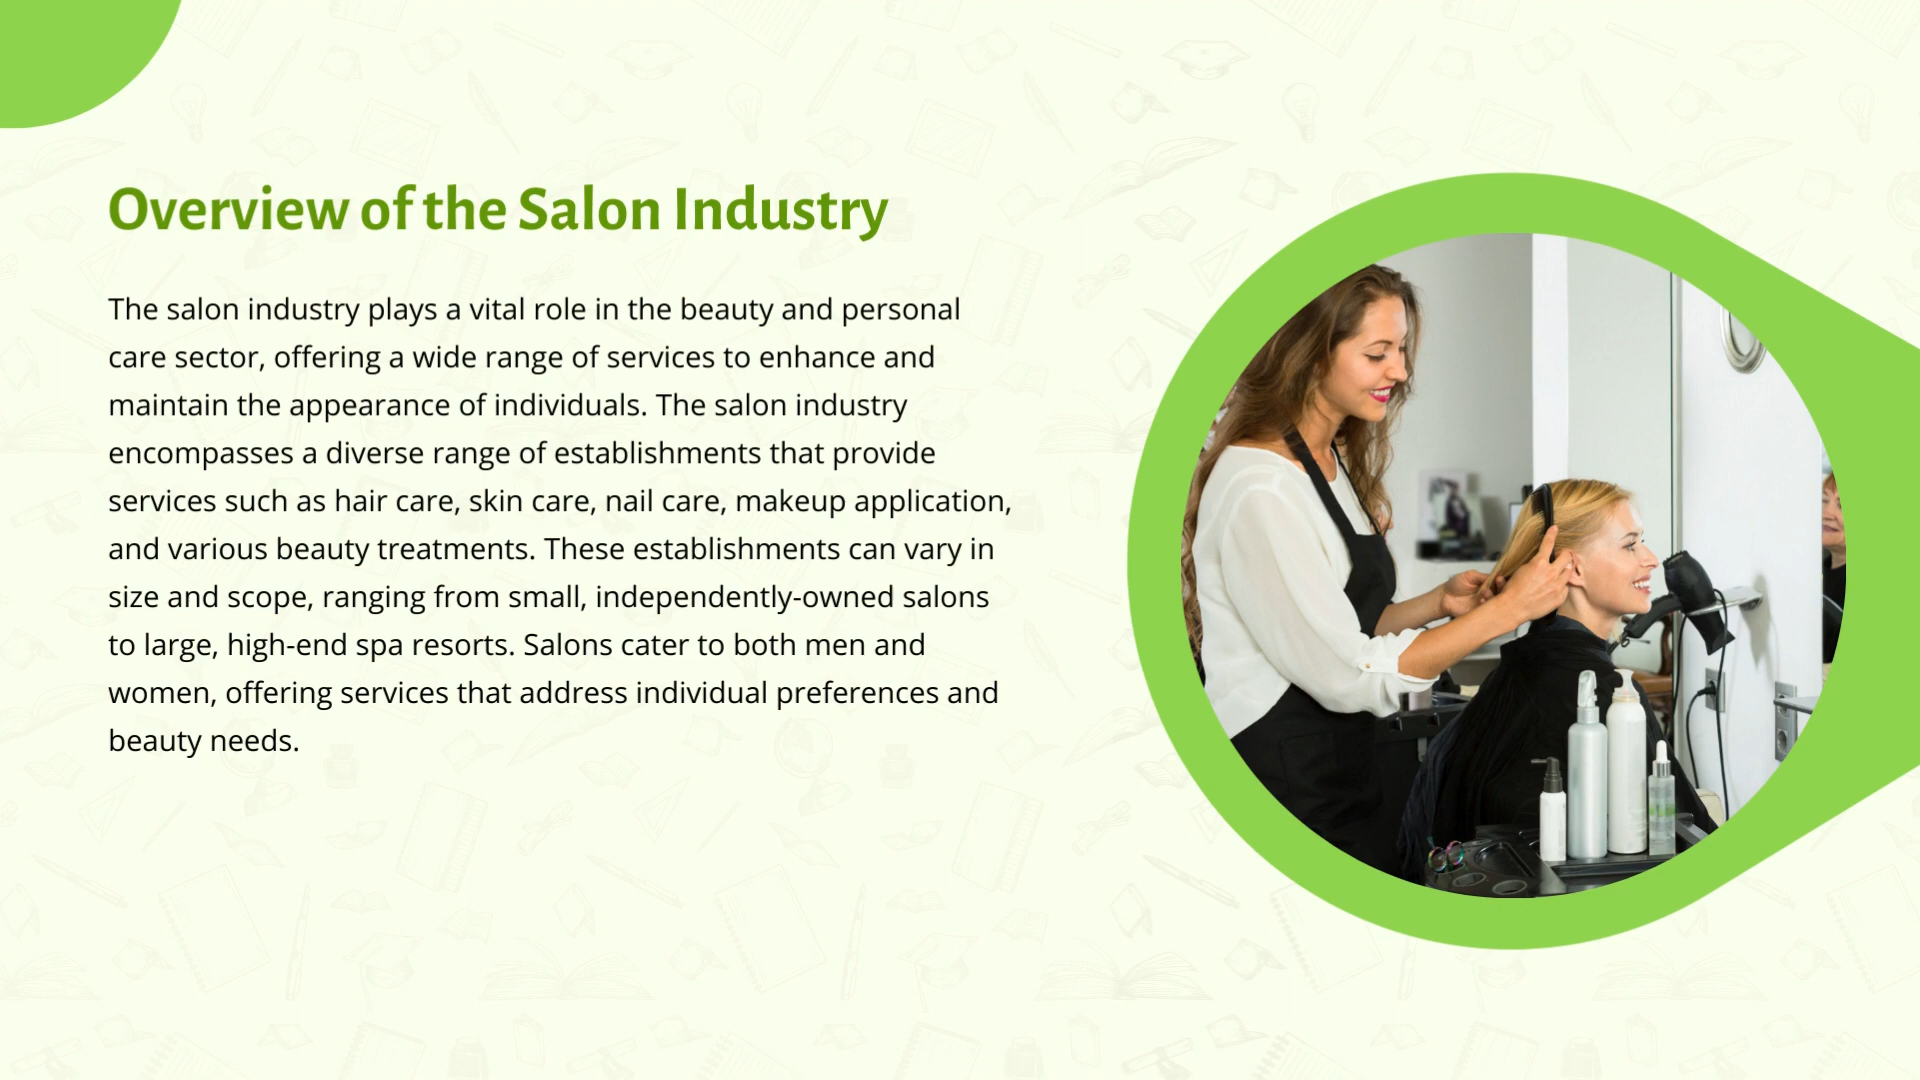 Overview of the Salon Industry
The salon industry plays a vital role in the beauty and personal
care sector, offering a wide range of services to enhance and
maintain the appearance of individuals. The salon industry
encompasses a diverse range of establishments that provide
services such as hair care, skin care, nail care, makeup application,
and various beauty treatments. These establishments can vary in
size and scope, ranging from small, independently-owned salons
to large, high-end spa resorts. Salons cater to both men and
women, offering services that address individual preferences and
beauty needs.